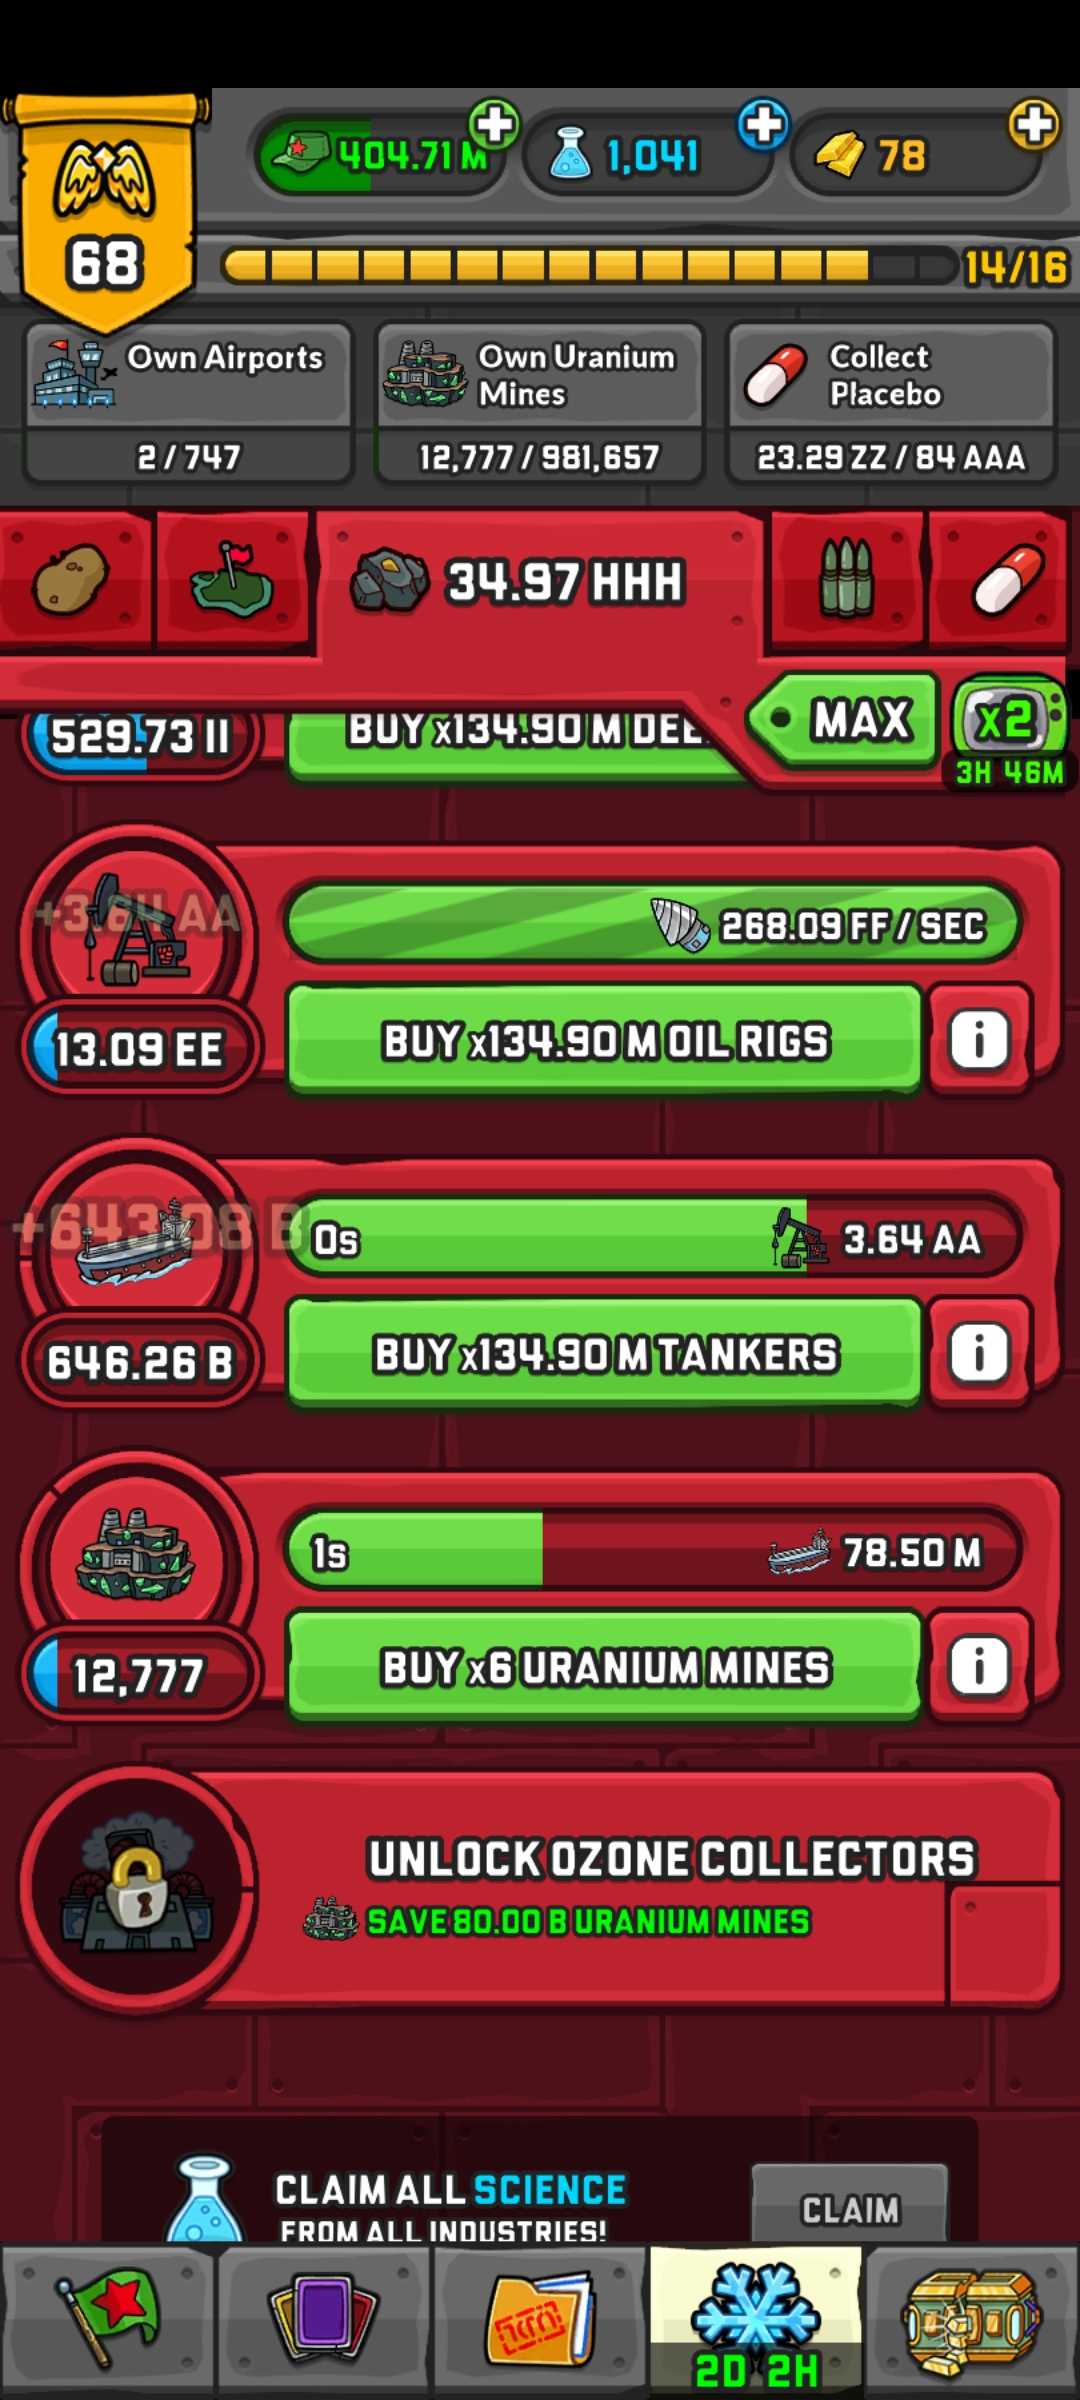 404.71 M
1,041
78
68
14/16
Own Airports
2 / 747
Own Uranium
Mines
12,777 / 981,657
Collect
Placebo
23.29 ZZ / 84 AAA
34.97 HHH
MAX
x2
3H 46M
529.73 II
BUY x134.90 M DEE
+3.64 AA
268.09 FF / SEC
13.09 EE
BUY x134.90 M OIL RIGS
i
+643.08 B
0s
3.64 AA
646.26 B
BUY x134.90 M TANKERS
i
1s
78.50 M
12,777
BUY x6 URANIUM MINES
i
UNLOCK OZONE COLLECTORS
SAVE 80.00 B URANIUM MINES
CLAIM ALL SCIENCE
FROM ALL INDUSTRIES!
CLAIM
2D 2H